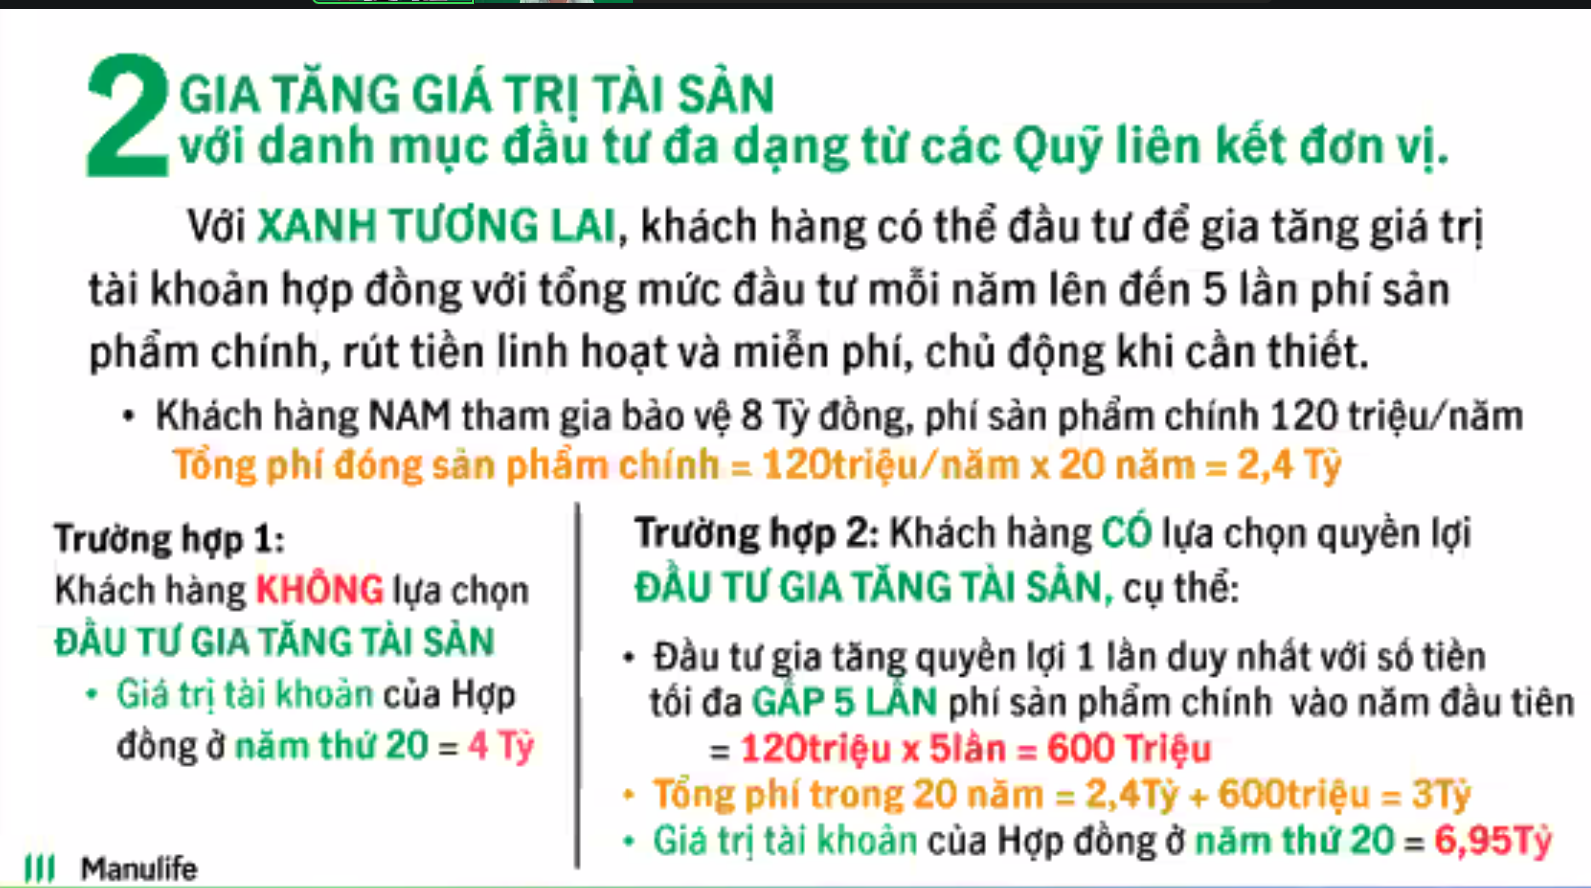 2 GIA TĂNG GIÁ TRỊ TÀI SẢN
với danh mục đầu tư đa dạng từ các Quỹ liên kết đơn vị.
Với XANH TƯƠNG LAI, khách hàng có thể đầu tư để gia tăng giá trị
tài khoản hợp đồng với tổng mức đầu tư mỗi năm lên đến 5 lần phí sản
phẩm chính, rút tiền linh hoạt và miễn phí, chủ động khi cần thiết.
• Khách hàng NAM tham gia bảo vệ 8 Tỷ đồng, phí sản phẩm chính 120 triệu/năm
Tổng phí đóng sản phẩm chính = 120triệu/năm x 20 năm = 2,4 Tỷ
Trường hợp 1:
Khách hàng KHÔNG lựa chọn
ĐẦU TƯ GIA TĂNG TÀI SẢN
• Giá trị tài khoản của Hợp
đồng ở năm thứ 20 = 4 Tỷ
Trường hợp 2: Khách hàng CÓ lựa chọn quyền lợi
ĐẦU TƯ GIA TĂNG TÀI SẢN, cụ thể:
• Đầu tư gia tăng quyền lợi 1 lần duy nhất với số tiền
tối đa GẤP 5 LẦN phí sản phẩm chính vào năm đầu tiên
= 120triệu x 5lần = 600 Triệu
• Tổng phí trong 20 năm = 2,4Tỷ + 600triệu = 3Tỷ
• Giá trị tài khoản của Hợp đồng ở năm thứ 20 = 6,95Tỷ
Manulife